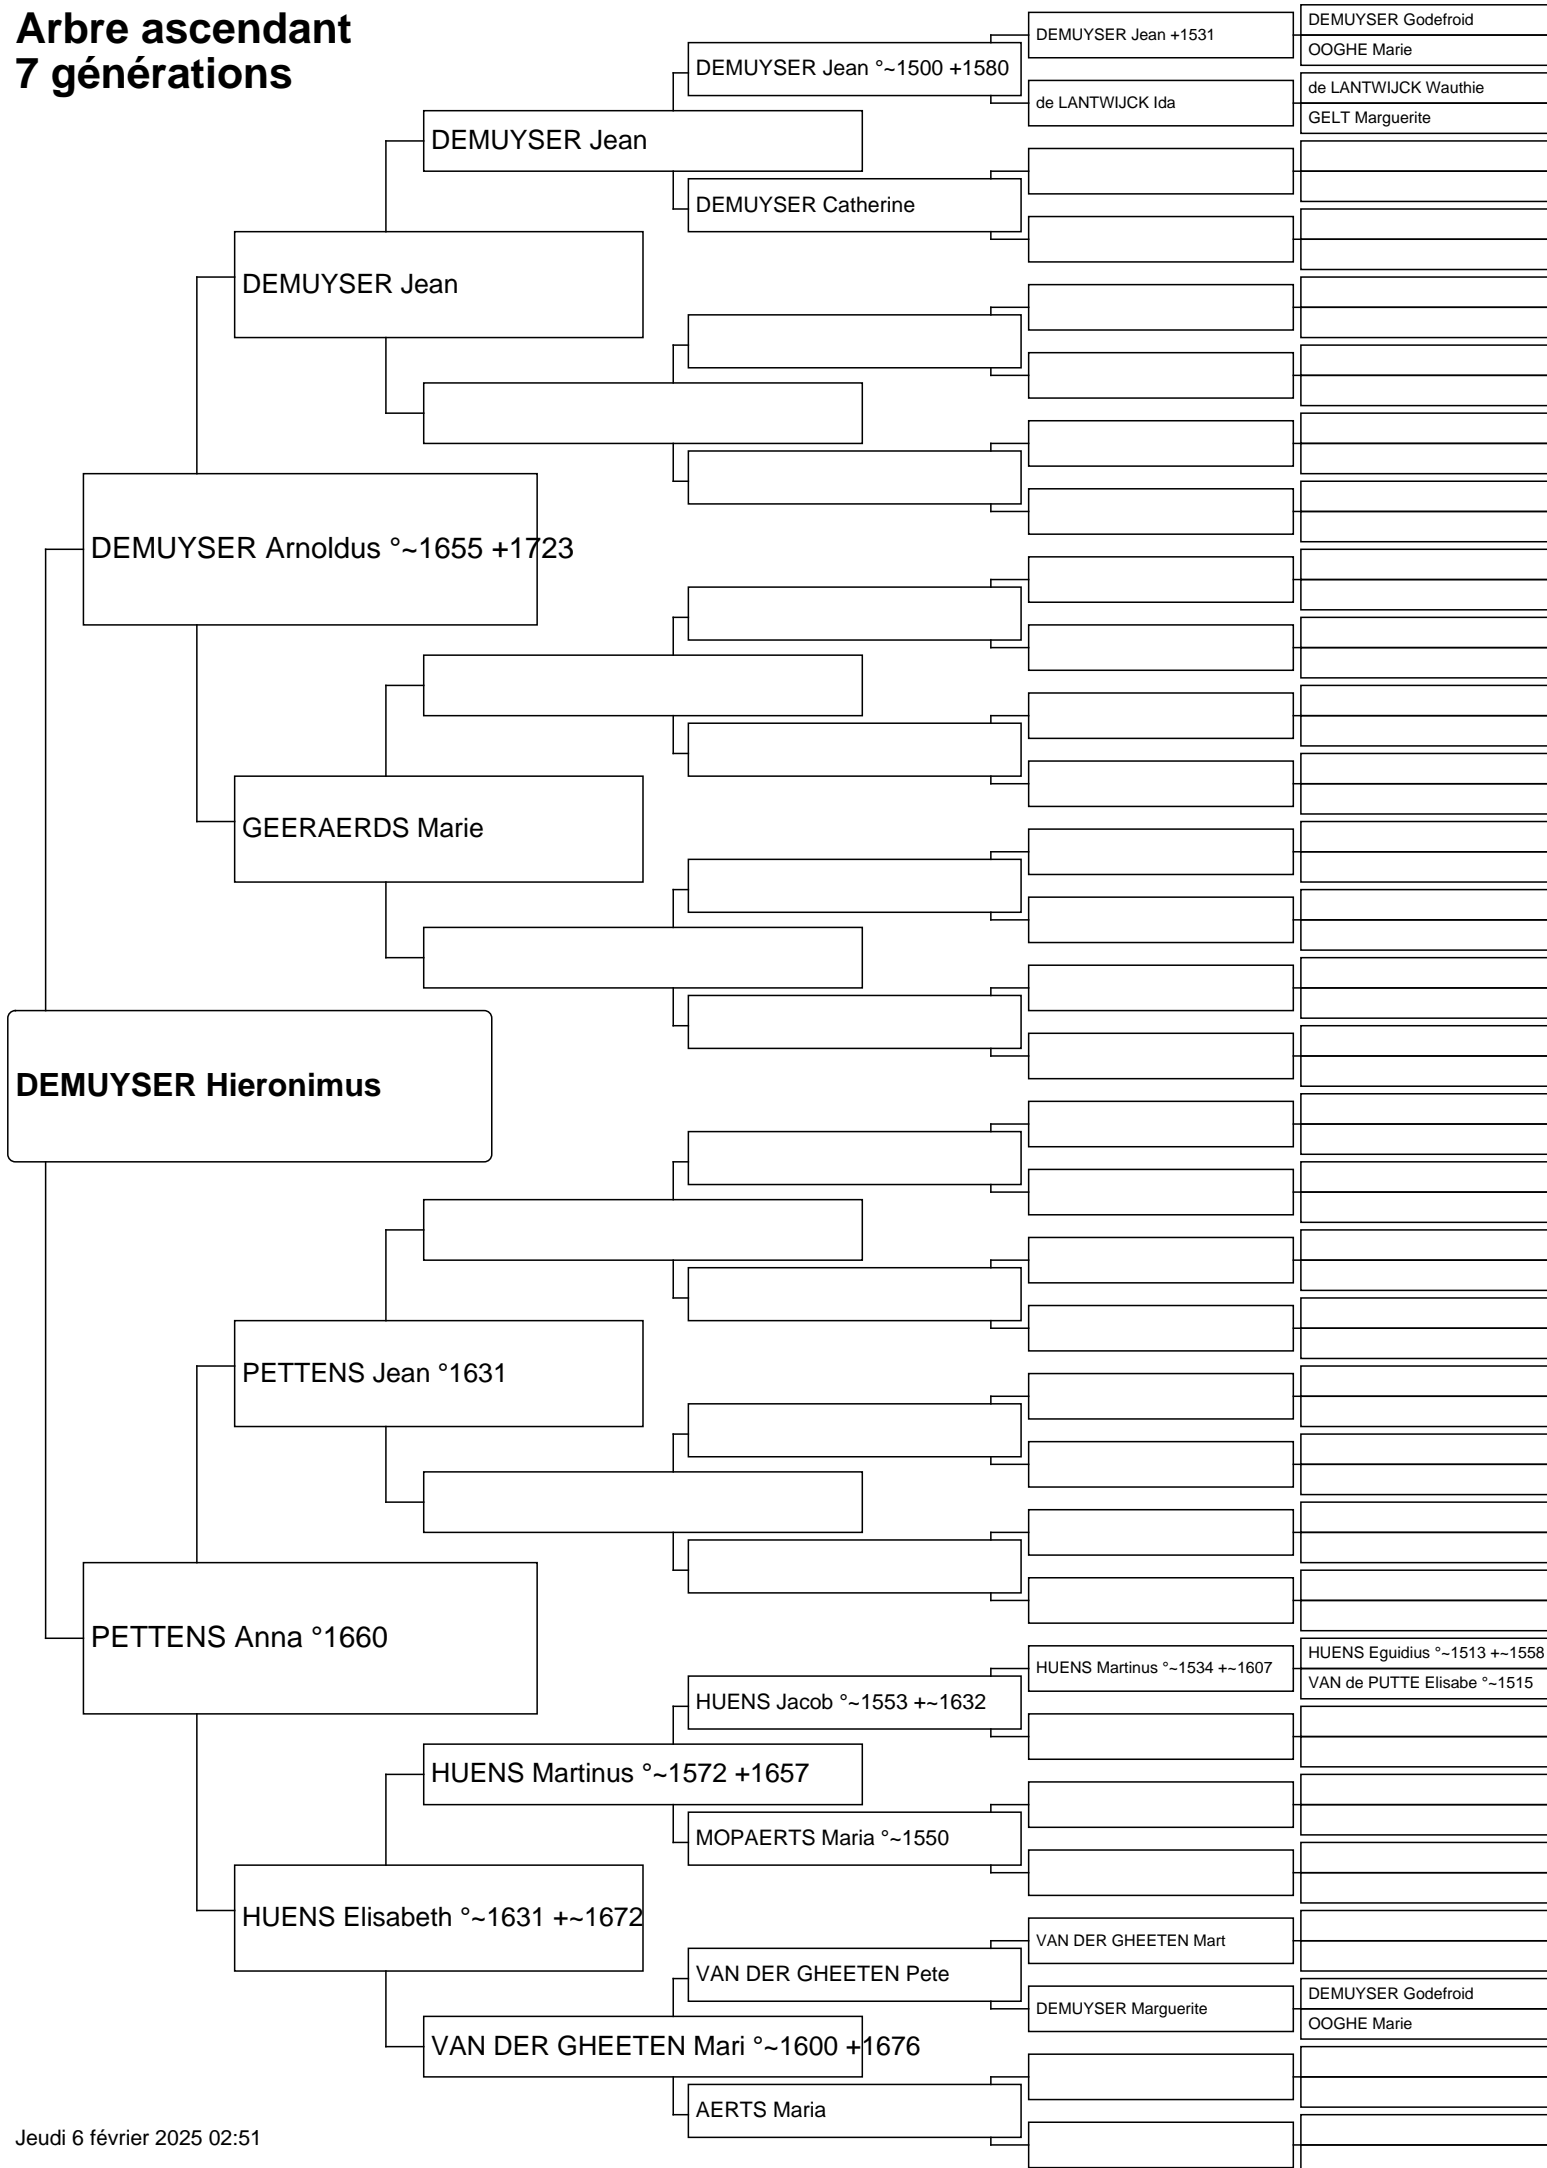 Arbre ascendant
7 générations
DEMUYSER Godefroid
DEMUYSER Jean +1531
OOGHE Marie
DEMUYSER Jean °~1500 +1580
de LANTWIJCK Wauthie
de LANTWIJCK Ida
GELT Marguerite
DEMUYSER Jean
DEMUYSER Catherine
DEMUYSER Jean
DEMUYSER Arnoldus °~1655 +1723
GEERAERDS Marie
DEMUYSER Hieronimus
PETTENS Jean °1631
PETTENS Anna °1660
HUENS Eguidius °~1513 +~1558
HUENS Martinus °~1534 +~1607
VAN de PUTTE Elisabe °~1515
HUENS Jacob °~1553 +~1632
HUENS Martinus °~1572 +1657
MOPAERTS Maria °~1550
HUENS Elisabeth °~1631 +~1672
VAN DER GHEETEN Mart
VAN DER GHEETEN Pete
DEMUYSER Godefroid
DEMUYSER Marguerite
OOGHE Marie
VAN DER GHEETEN Mari °~1600 +1676
AERTS Maria
Jeudi 6 février 2025 02:51